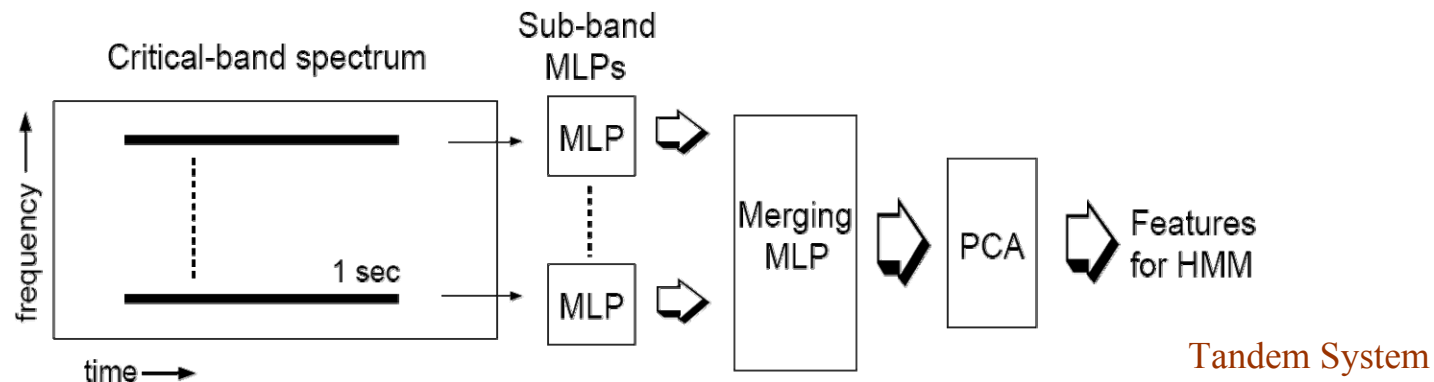 Critical-band spectrum
Sub-band
MLPs
frequency
1 sec
time
MLP
MLP
Merging
MLP
PCA
Features
for HMM
Tandem System